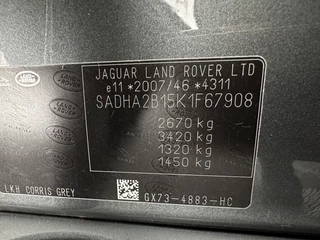 JAGUAR LAND ROVER LTD
e11 *2007/46 *4311
SADHA2B15K1F67908
2670 kg
3420 kg
1320 kg
1450 kg
LKH CORRIS GREY
GX73-4883-HC